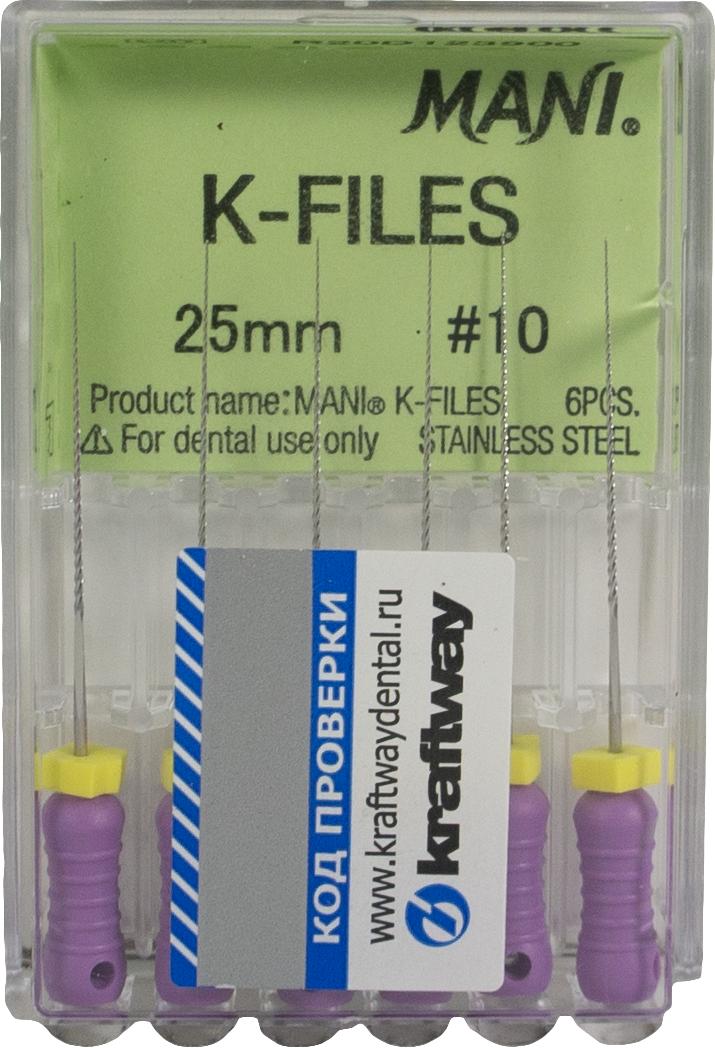 MANI®
K-FILES
25mm #10
Product name: MANI® K-FILES 6PCS.
For dental use only STAINLESS STEEL
КОД ПРОВЕРКИ
www.kraftwaydental.ru
kraftway